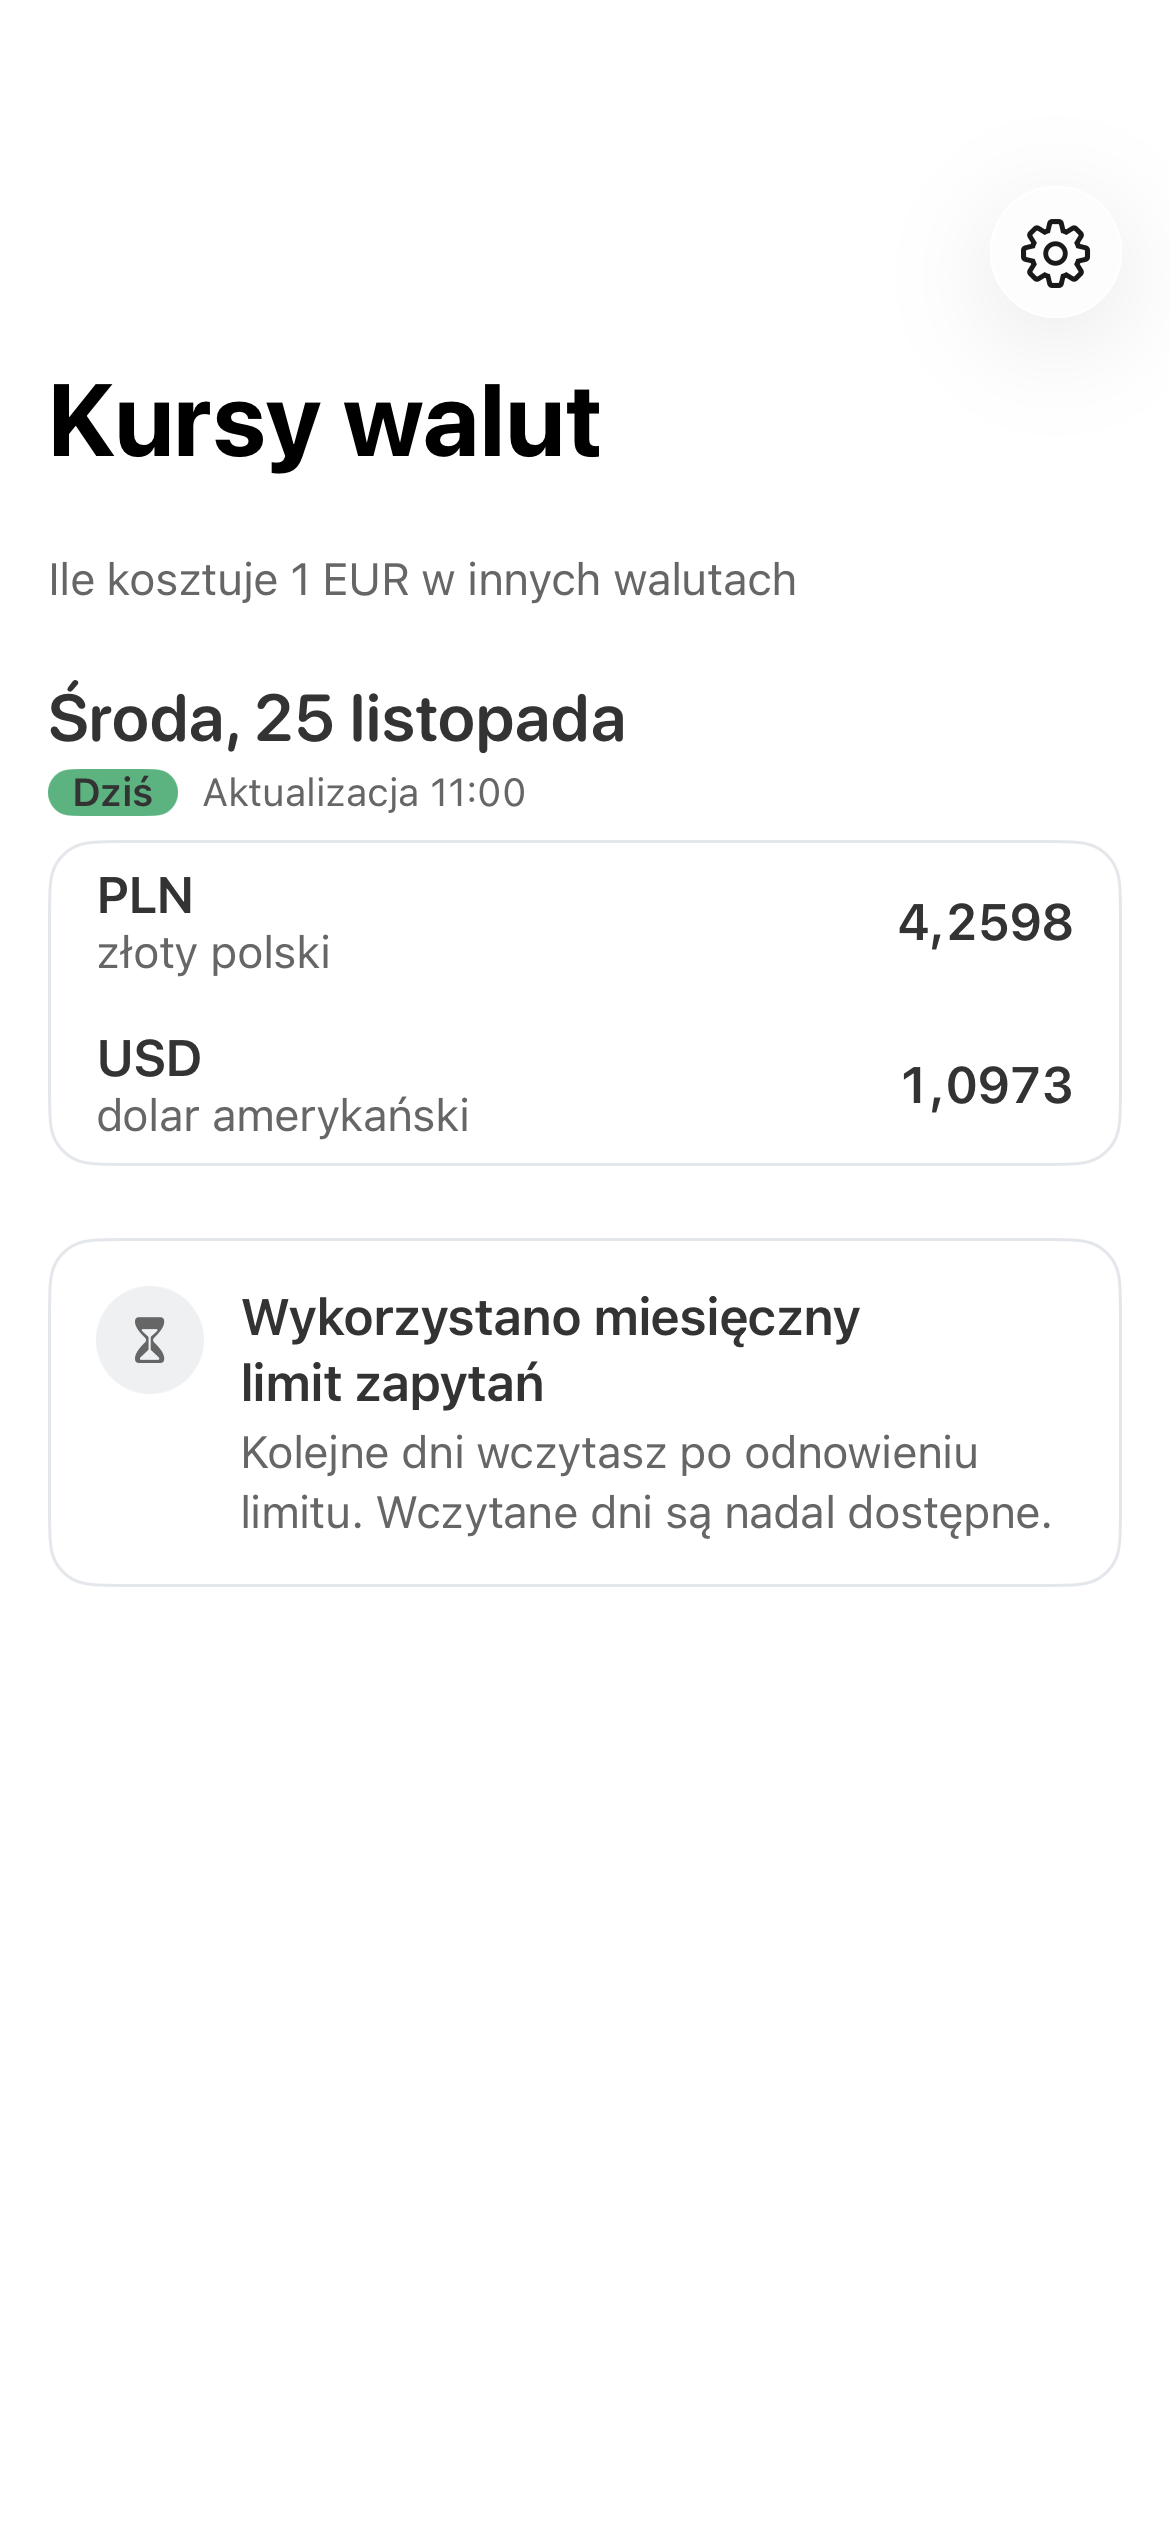 Kursy walut
Ile kosztuje 1 EUR w innych walutach
Środa, 25 listopada
Dziś Aktualizacja 11:00
PLN
złoty polski
4,2598
USD
dolar amerykański
1,0973
Wykorzystano miesięczny
limit zapytań
Kolejne dni wczytasz po odnowieniu
limitu. Wczytane dni są nadal dostępne.